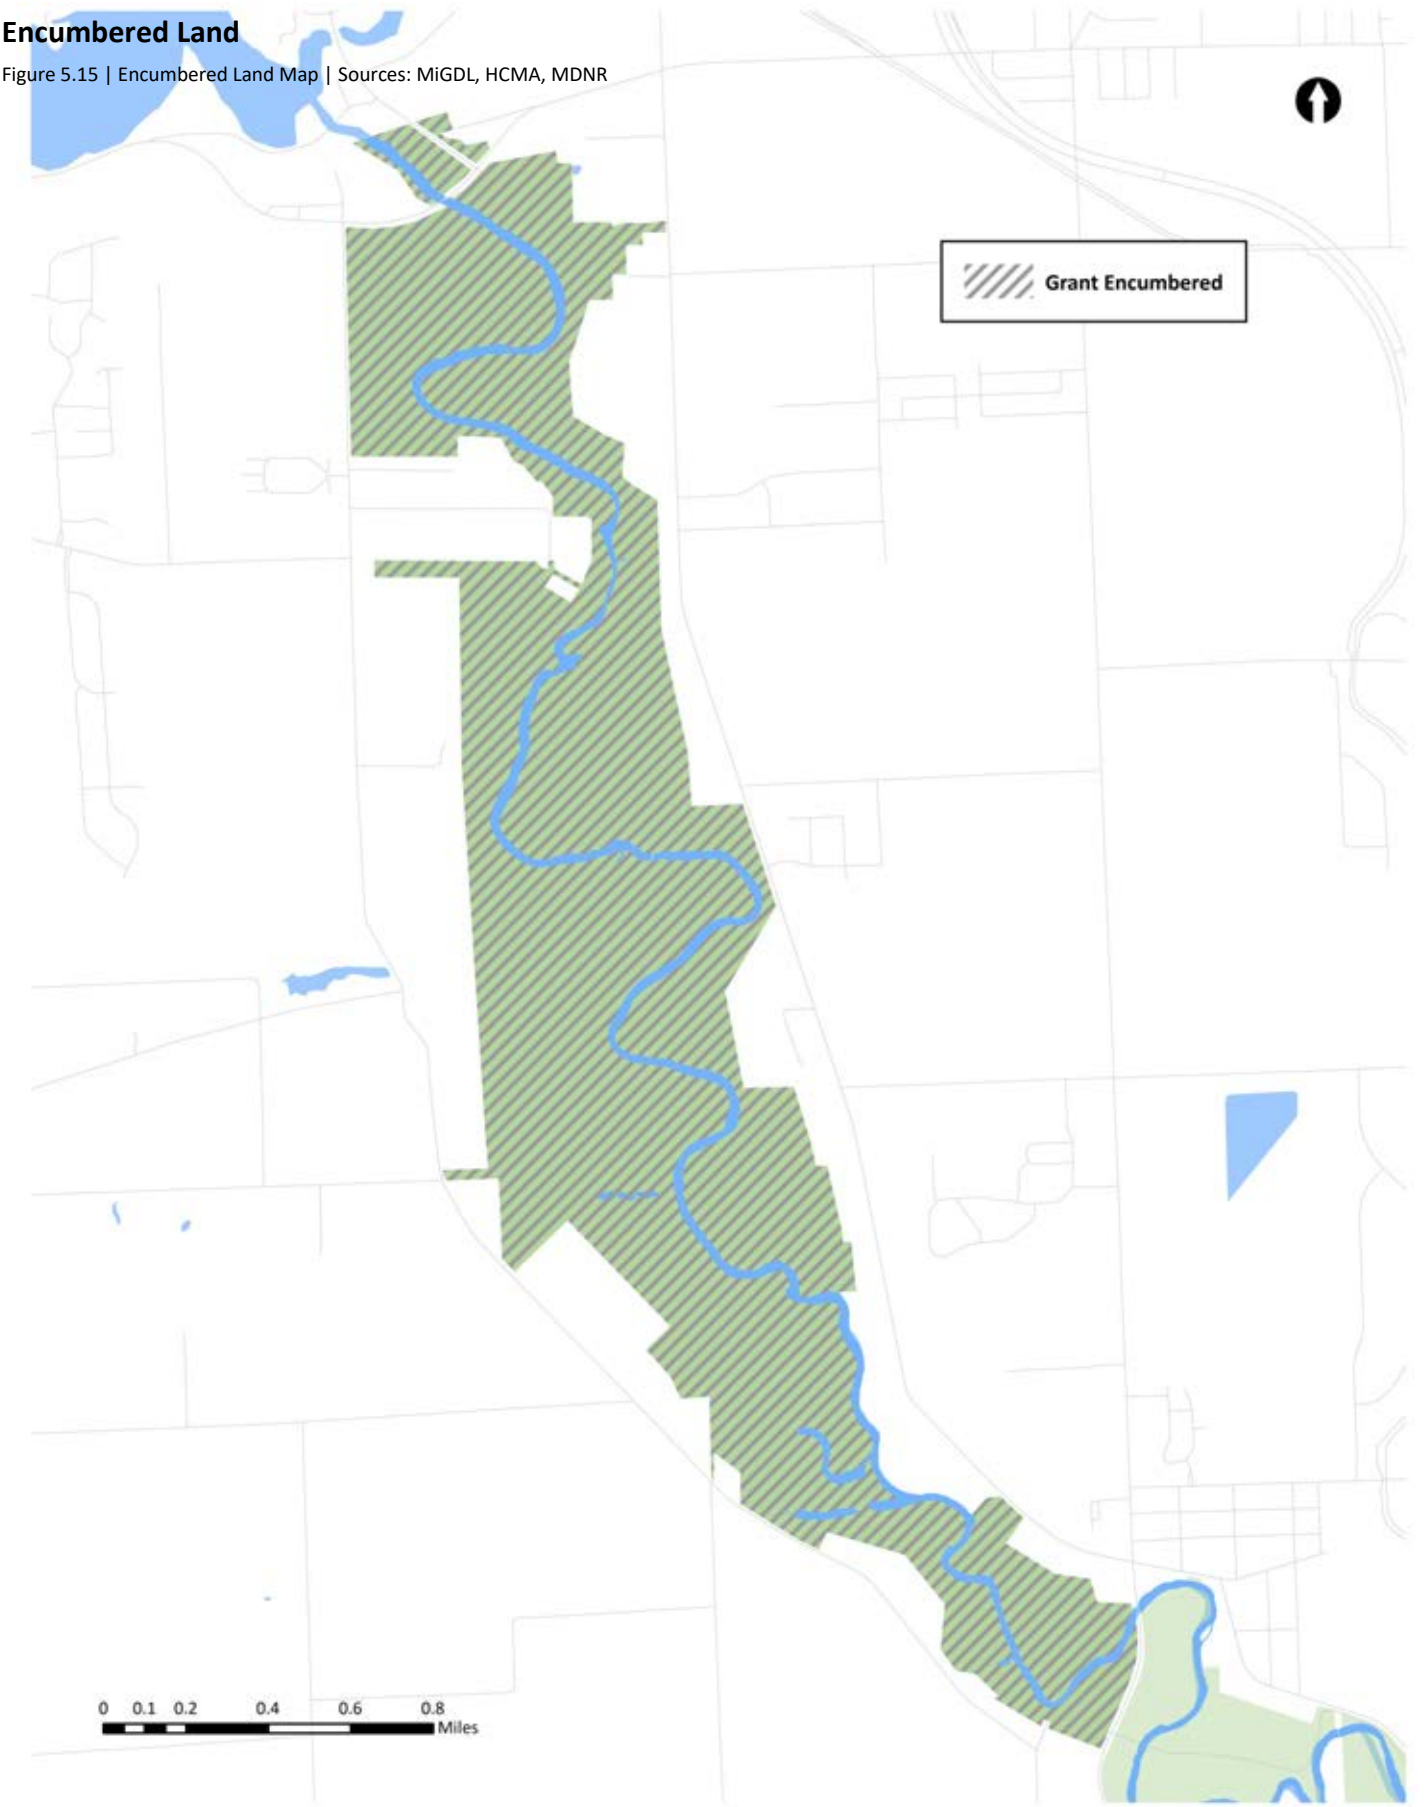 Encumbered Land
Figure 5.15 | Encumbered Land Map | Sources: MiGDL, HCMA, MDNR
Grant Encumbered
0 0.1 0.2 0.4 0.6 0.8
Miles